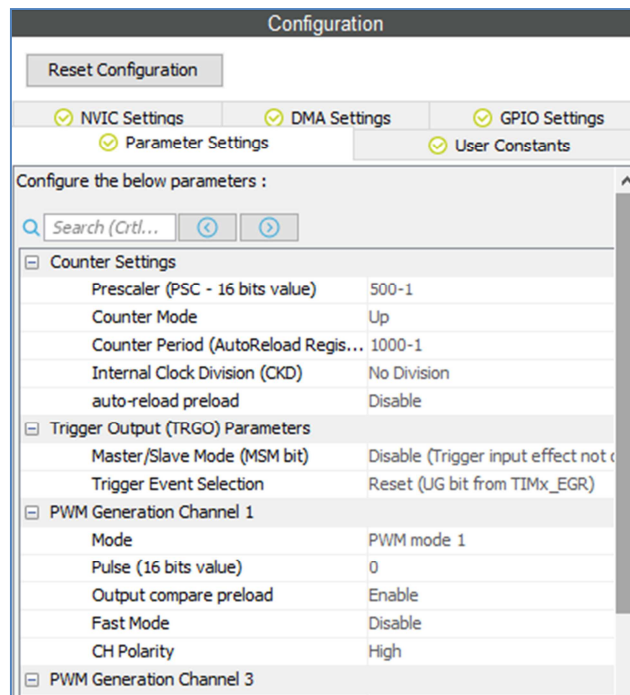 Configuration
Reset Configuration
NVIC Settings DMA Settings GPIO Settings
Parameter Settings User Constants
Configure the below parameters :
Search (Crtl...
Counter Settings
Prescaler (PSC - 16 bits value) 500-1
Counter Mode Up
Counter Period (AutoReload Regis... 1000-1
Internal Clock Division (CKD) No Division
auto-reload preload Disable
Trigger Output (TRGO) Parameters
Master/Slave Mode (MSM bit) Disable (Trigger input effect not
Trigger Event Selection Reset (UG bit from TIMx_EGR)
PWM Generation Channel 1
Mode PWM mode 1
Pulse (16 bits value) 0
Output compare preload Enable
Fast Mode Disable
CH Polarity High
PWM Generation Channel 3